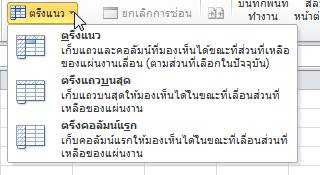 ตรึงแนว
ยกเลิกการซ่อน
บันทึกพื้นที่
ทำงาน
ตรึงแนว
เก็บแถวและคอลัมน์ที่มองเห็นได้ขณะที่ส่วนที่เหลือ
ของแผ่นงานเลื่อน (ตามส่วนที่เลือกในปัจจุบัน)
ตรึงแถวบนสุด
เก็บแถวบนสุดให้มองเห็นได้ในขณะที่เลื่อนส่วนที่
เหลือของแผ่นงาน
ตรึงคอลัมน์แรก
เก็บคอลัมน์แรกให้มองเห็นได้ในขณะที่เลื่อนส่วนที่
เหลือของแผ่นงาน